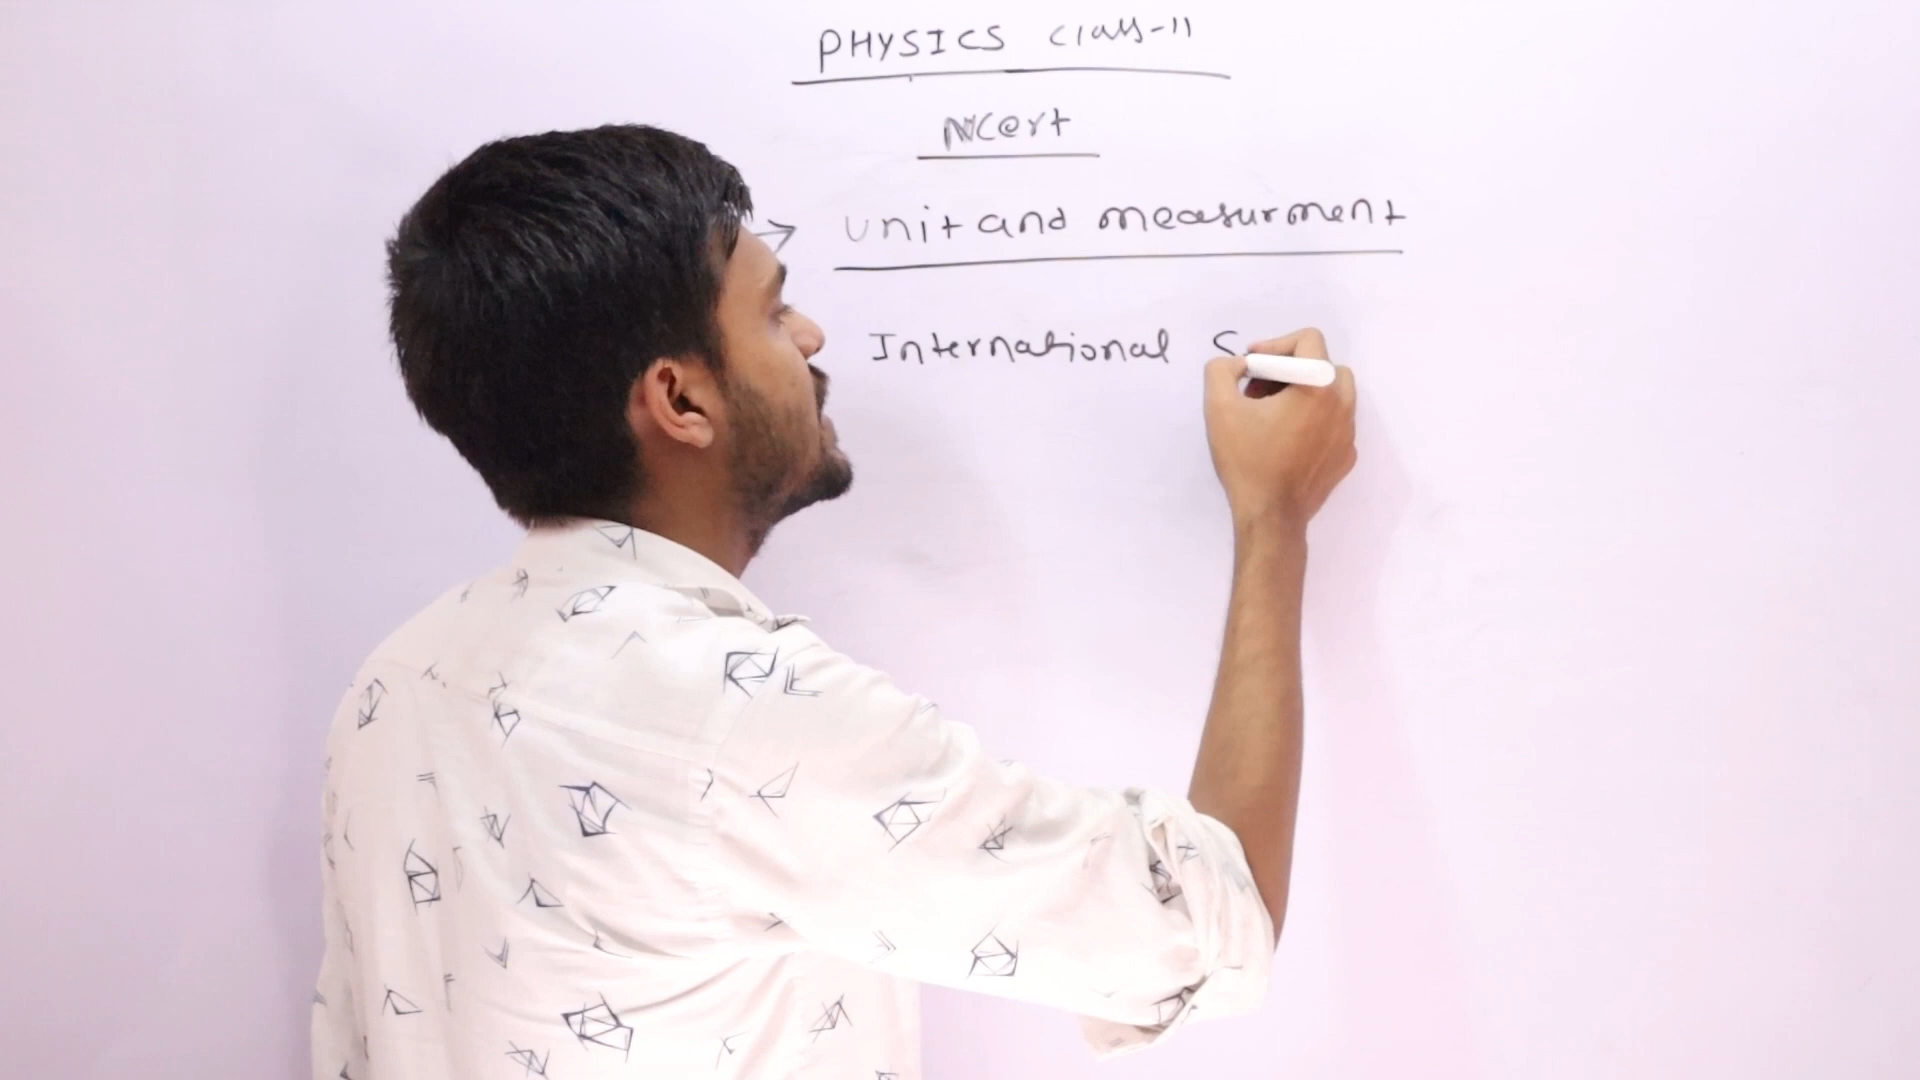 PHYSICS Class-11
NCert
unit and measurment
International S